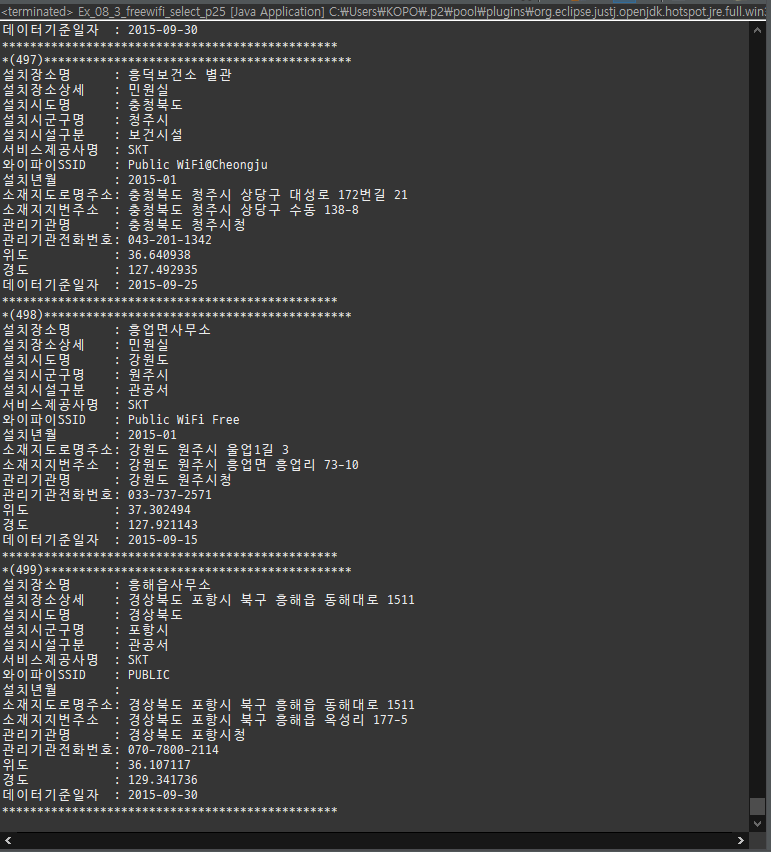 <terminated> Ex_08_3_freewifi_select_p25 [Java Application] C:₩Users₩KOPO₩.p2₩pool₩plugins₩org.eclipse.justj.openjdk.hotspot.jre.full.win3
데이터기준일자 : 2015-09-30
************************************************
*(497)********************************************
설치장소명 : 흥덕보건소 별관
설치장소상세 : 민원실
설치시도명 : 충청북도
설치시군구명 : 청주시
설치시설구분 : 보건시설
서비스제공사명 : SKT
와이파이SSID : Public WiFi@Cheongju
설치년월 : 2015-01
소재지도로명주소: 충청북도 청주시 상당구 대성로 172번길 21
소재지지번주소 : 충청북도 청주시 상당구 수동 138-8
관리기관명 : 충청북도 청주시청
관리기관전화번호: 043-201-1342
위도 : 36.640938
경도 : 127.492935
데이터기준일자 : 2015-09-25
************************************************
*(498)********************************************
설치장소명 : 흥업면사무소
설치장소상세 : 민원실
설치시도명 : 강원도
설치시군구명 : 원주시
설치시설구분 : 관공서
서비스제공사명 : SKT
와이파이SSID : Public WiFi Free
설치년월 : 2015-01
소재지도로명주소: 강원도 원주시 울업1길 3
소재지지번주소 : 강원도 원주시 흥업면 흥업리 73-10
관리기관명 : 강원도 원주시청
관리기관전화번호: 033-737-2571
위도 : 37.302494
경도 : 127.921143
데이터기준일자 : 2015-09-15
************************************************
*(499)********************************************
설치장소명 : 흥해읍사무소
설치장소상세 : 경상북도 포항시 북구 흥해읍 동해대로 1511
설치시도명 : 경상북도
설치시군구명 : 포항시
설치시설구분 : 관공서
서비스제공사명 : SKT
와이파이SSID : PUBLIC
설치년월 :
소재지도로명주소: 경상북도 포항시 북구 흥해읍 동해대로 1511
소재지지번주소 : 경상북도 포항시 북구 흥해읍 옥성리 177-5
관리기관명 : 경상북도 포항시청
관리기관전화번호: 070-7800-2114
위도 : 36.107117
경도 : 129.341736
데이터기준일자 : 2015-09-30
************************************************